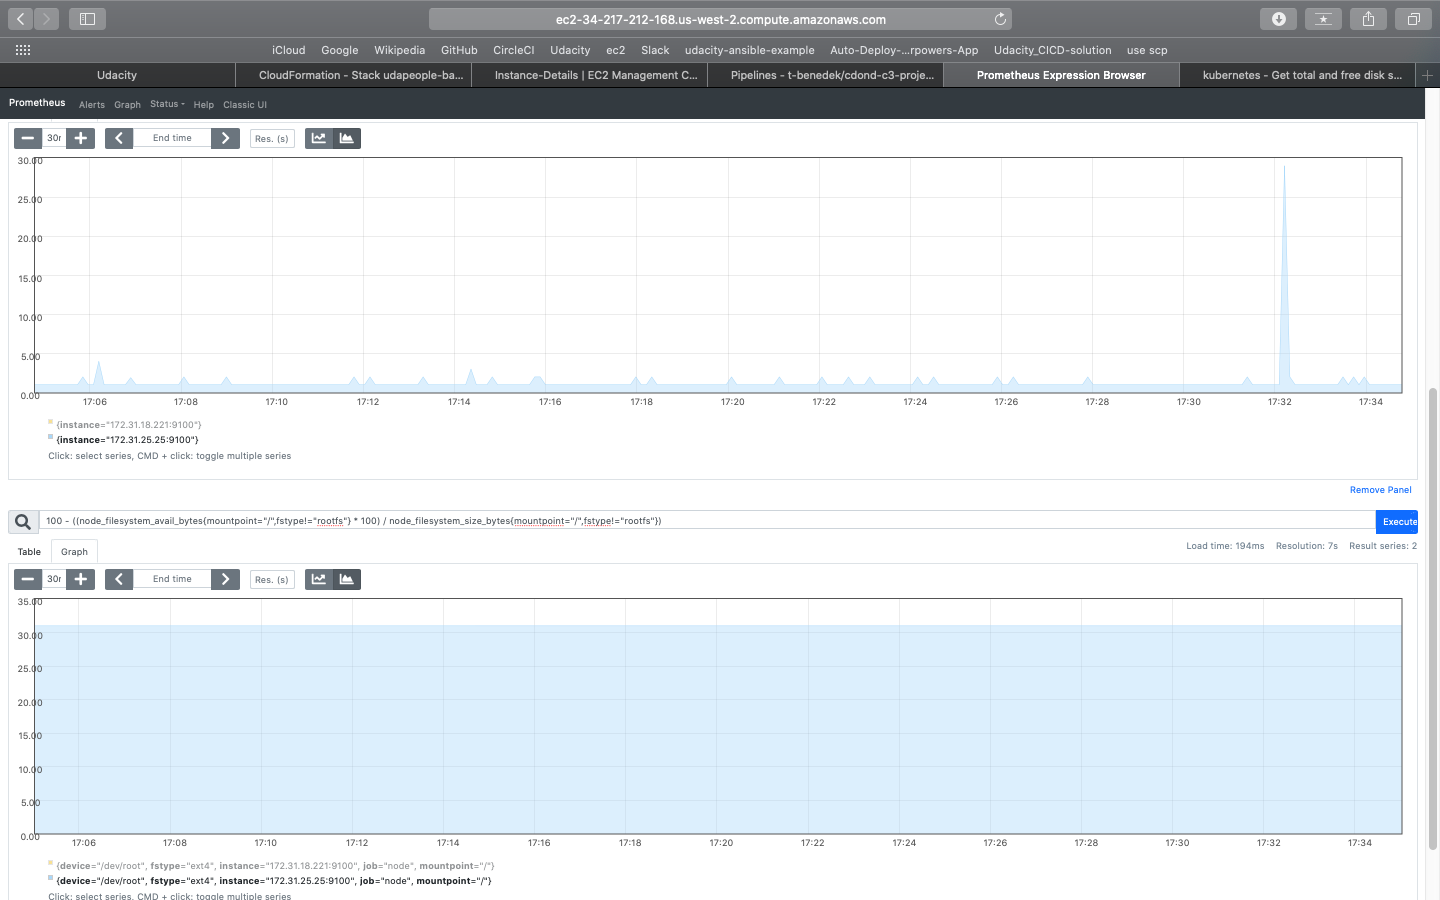 ec2-34-217-212-168.us-west-2.compute.amazonaws.com
iCloud Google Wikipedia GitHub CircleCI Udacity ec2 Slack udacity-ansible-example Auto-Deploy-...rpowers-App Udacity_CICD-solution use scp
Udacity CloudFormation - Stack udapeople-ba... Instance-Details | EC2 Management C... Pipelines - t-benedek/cdond-c3-proje... Prometheus Expression Browser kubernetes - Get total and free disk s...
Prometheus Alerts Graph Status Help Classic UI
30 End time Res. (s)
30.00
25.00
20.00
15.00
10.00
5.00
0.00
17:06 17:08 17:10 17:12 17:14 17:16 17:18 17:20 17:22 17:24 17:26 17:28 17:30 17:32 17:34
{instance="172.31.18.221:9100"}
{instance="172.31.25.25:9100"}
Click: select series, CMD + click: toggle multiple series
Remove Panel
100 - ((node_filesystem_avail_bytes{mountpoint="/",fstype!="rootfs"} * 100) / node_filesystem_size_bytes{mountpoint="/",fstype!="rootfs"}) Execute
Table Graph Load time: 194ms Resolution: 7s Result series: 2
30 End time Res. (s)
35.00
30.00
25.00
20.00
15.00
10.00
5.00
0.00
17:06 17:08 17:10 17:12 17:14 17:16 17:18 17:20 17:22 17:24 17:26 17:28 17:30 17:32 17:34
{device="/dev/root", fstype="ext4", instance="172.31.18.221:9100", job="node", mountpoint="/"}
{device="/dev/root", fstype="ext4", instance="172.31.25.25:9100", job="node", mountpoint="/"}
Click: select series, CMD + click: toggle multiple series